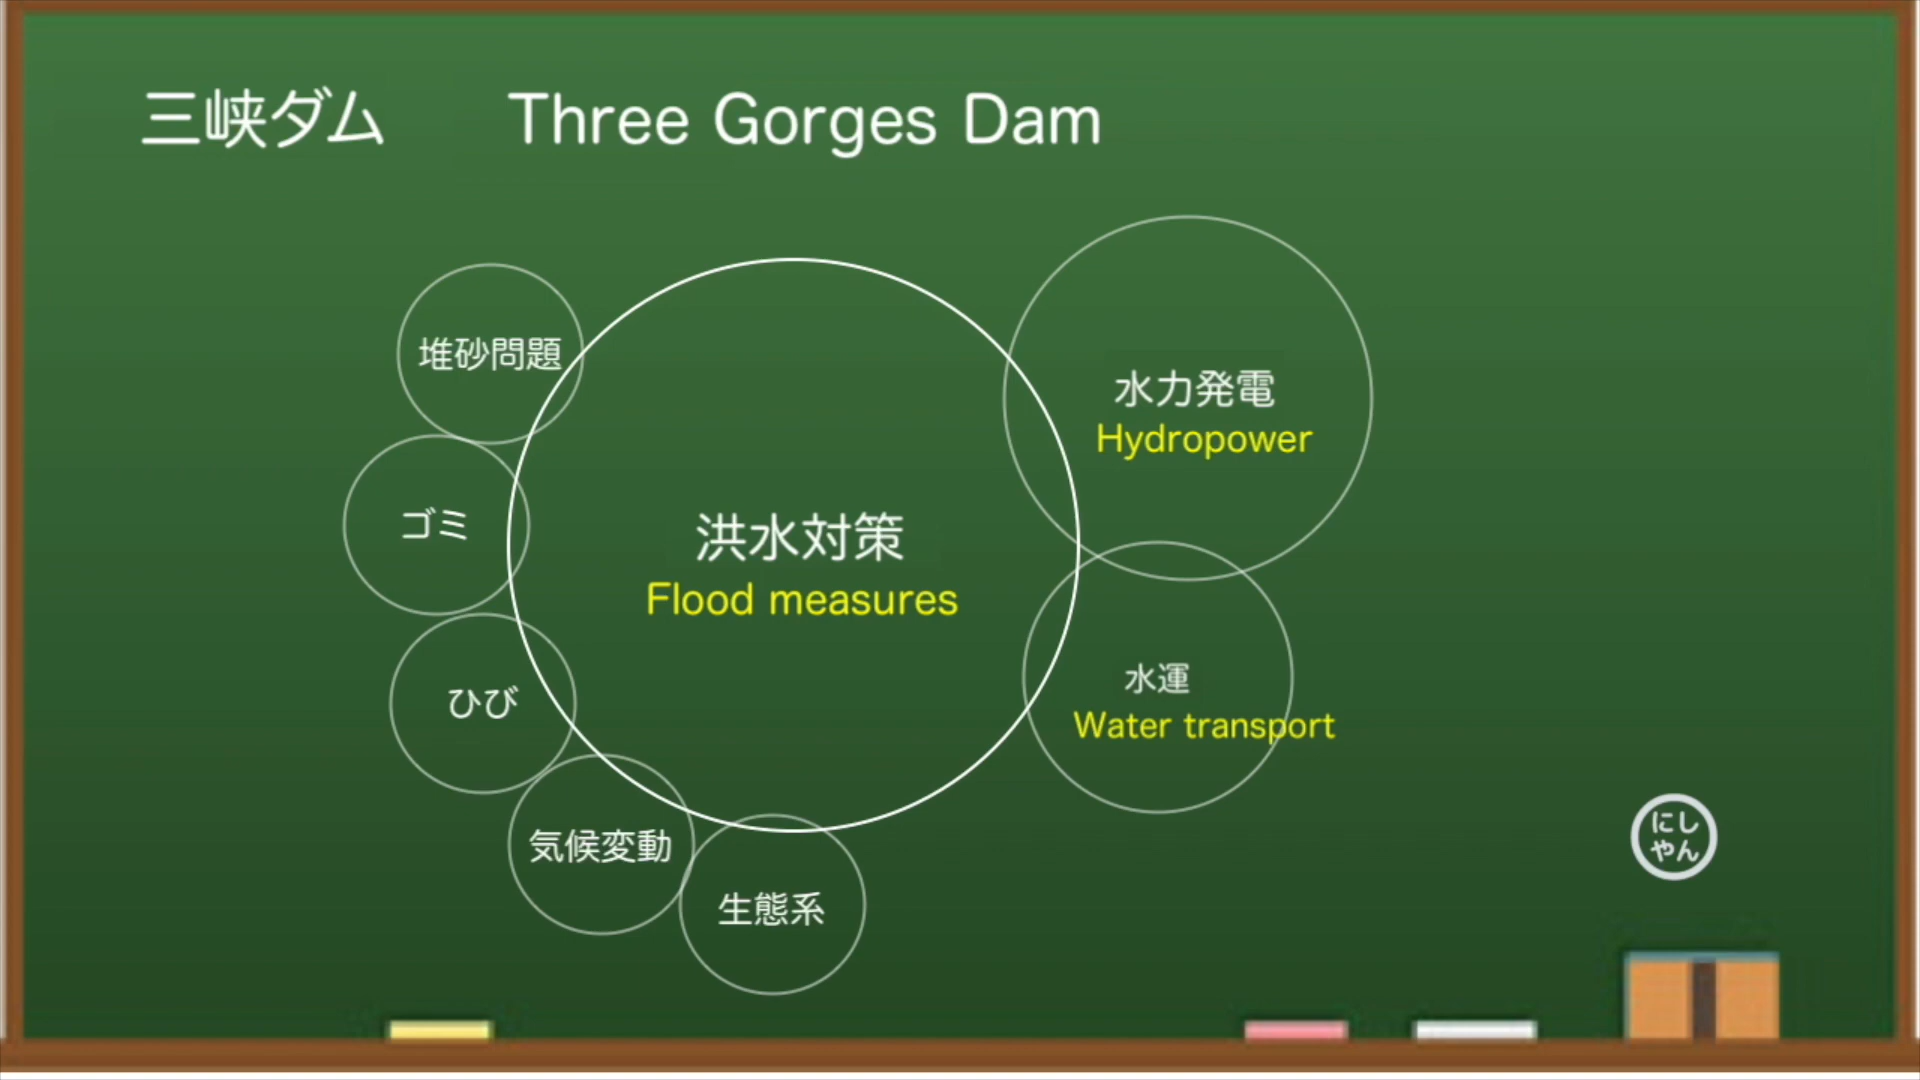 三峡ダム Three Gorges Dam
堆砂問題
ゴミ
ひび
気候変動
生態系
洪水対策
Flood measures
水力発電
Hydropower
水運
Water transport
にし
やん